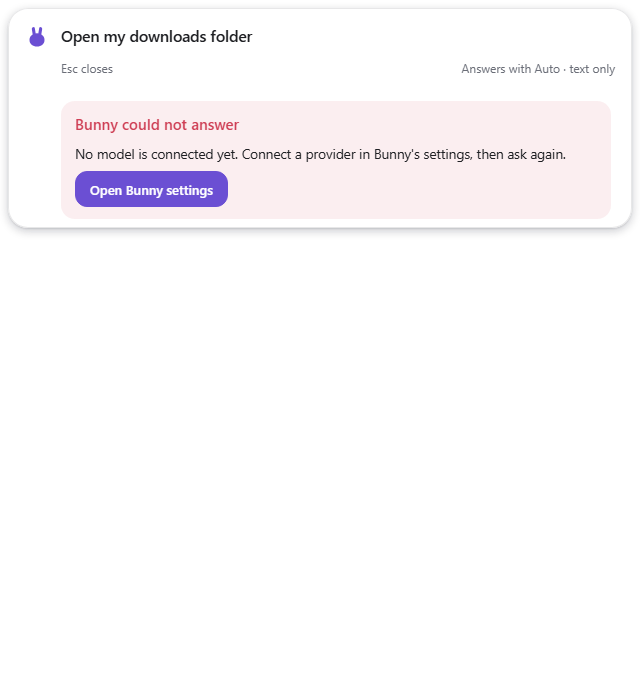 Open my downloads folder
Esc closes
Answers with Auto · text only
Bunny could not answer
No model is connected yet. Connect a provider in Bunny's settings, then ask again.
Open Bunny settings